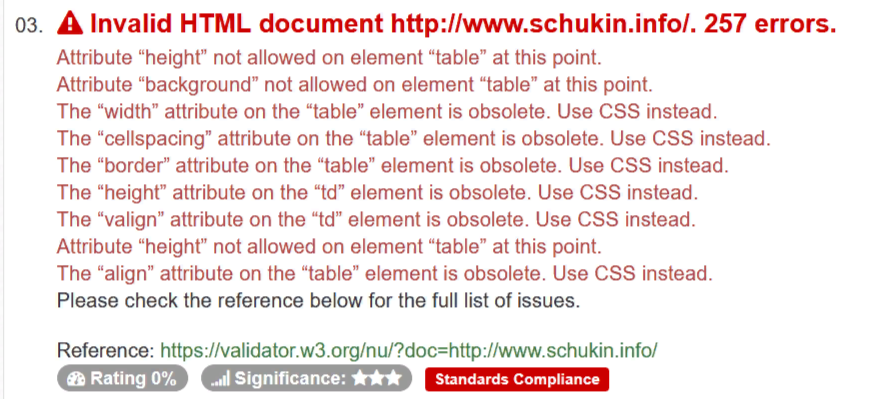 03. Invalid HTML document http://www.schukin.info/. 257 errors.
Attribute “height” not allowed on element “table” at this point.
Attribute “background” not allowed on element “table” at this point.
The “width” attribute on the “table” element is obsolete. Use CSS instead.
The “cellspacing” attribute on the “table” element is obsolete. Use CSS instead.
The “border” attribute on the “table” element is obsolete. Use CSS instead.
The “height” attribute on the “td” element is obsolete. Use CSS instead.
The “valign” attribute on the “td” element is obsolete. Use CSS instead.
Attribute “height” not allowed on element “table” at this point.
The “align” attribute on the “table” element is obsolete. Use CSS instead.
Please check the reference below for the full list of issues.
Reference: https://validator.w3.org/nu/?doc=http://www.schukin.info/
Rating 0% Significance: ★★★ Standards Compliance